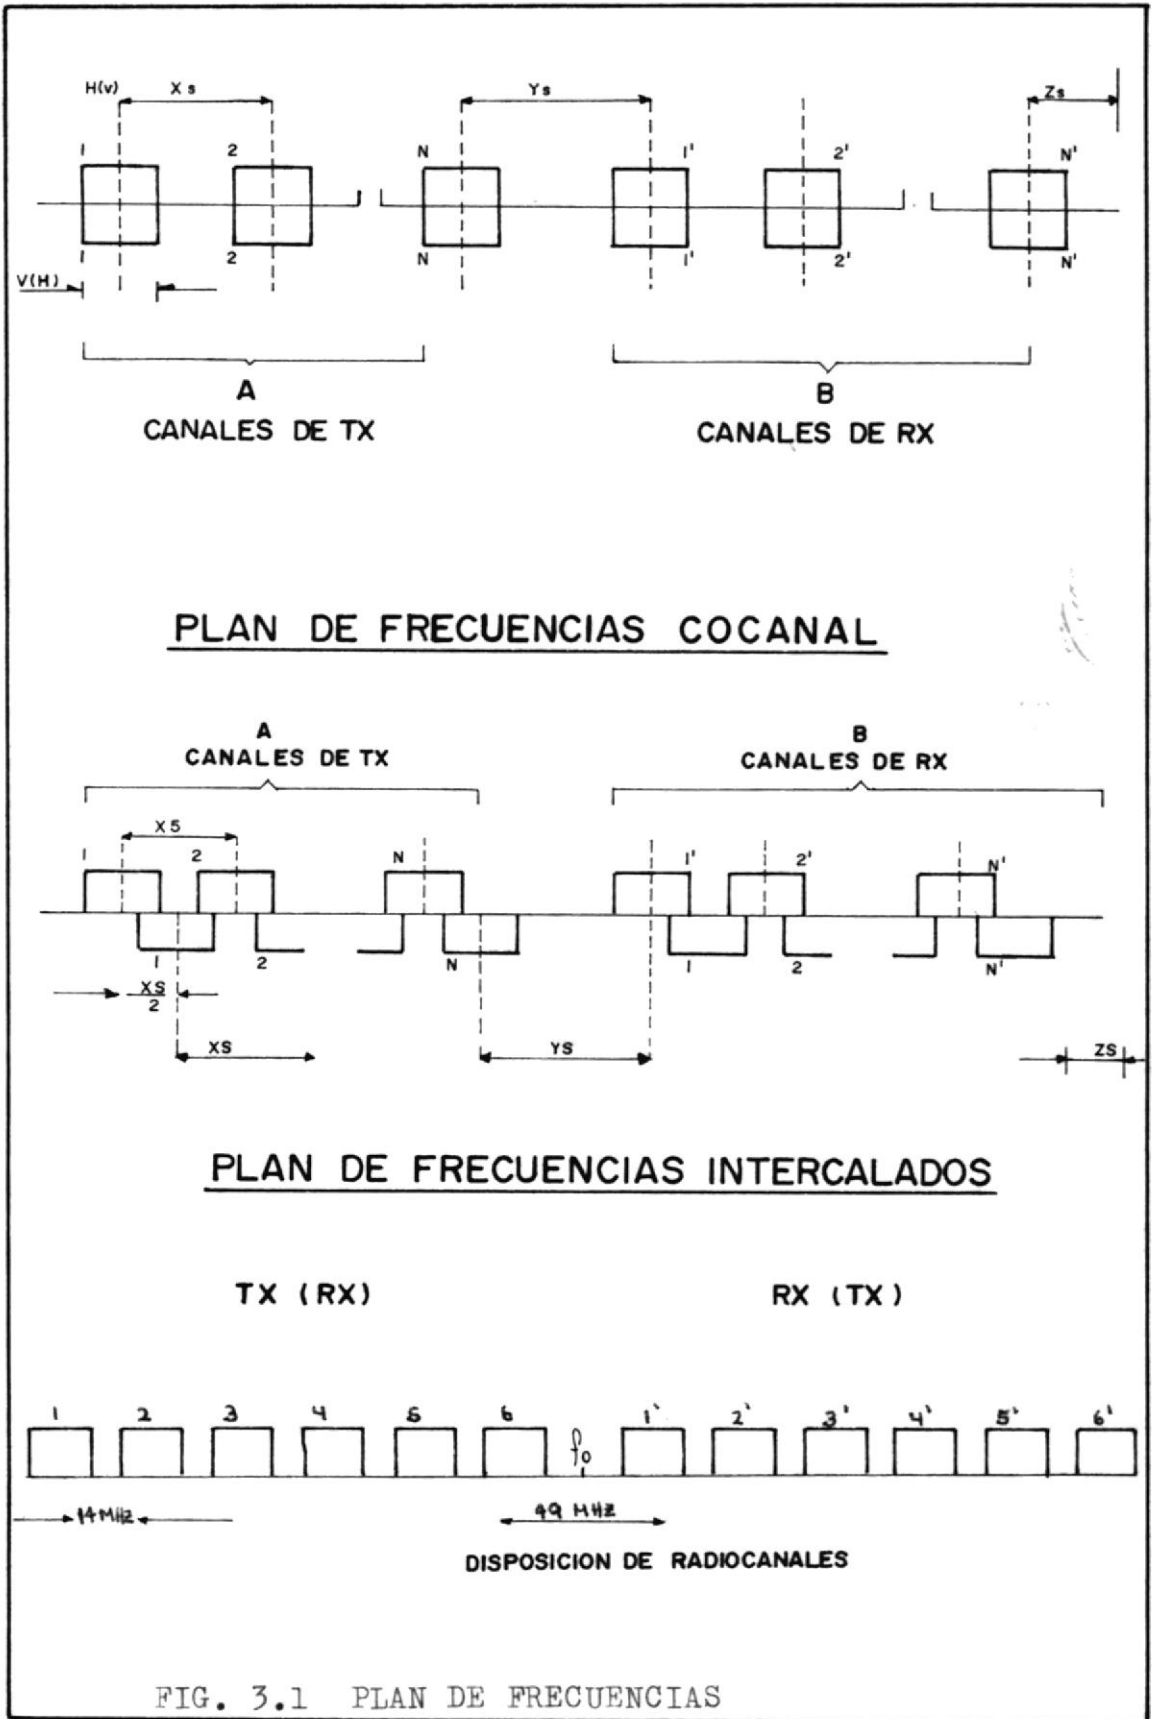 H(v) Xs Ys Zs
1 2 N 1' 2' N'
1 2 N 1' 2' N'
V(H)
A
CANALES DE TX
B
CANALES DE RX
PLAN DE FRECUENCIAS COCANAL
A
CANALES DE TX
B
CANALES DE RX
X5
1 2 N 1' 2' N'
1 2 N 1 2 N'
XS
2
XS YS ZS
PLAN DE FRECUENCIAS INTERCALADOS
TX (RX) RX (TX)
1 2 3 4 5 6 fo 1' 2' 3' 4' 5' 6'
14 MHZ 49 MHZ
DISPOSICION DE RADIOCANALES
FIG. 3.1 PLAN DE FRECUENCIAS